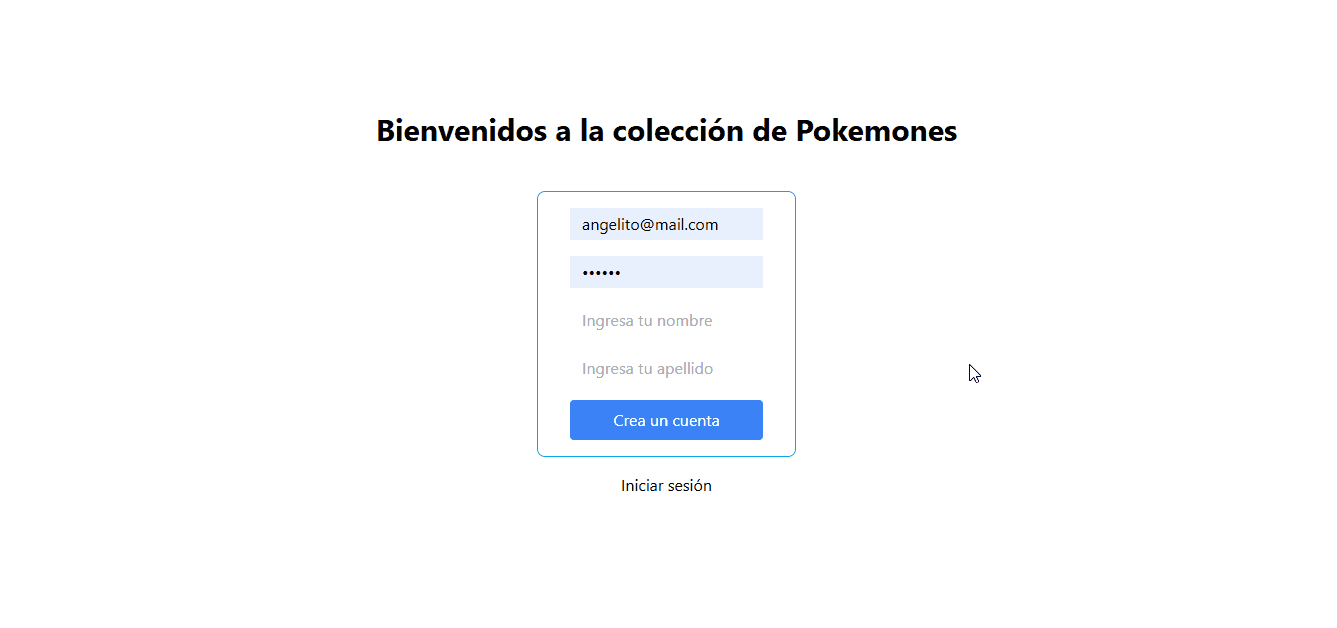 Bienvenidos a la colección de Pokemones
angelito@mail.com
••••••
Ingresa tu nombre
Ingresa tu apellido
Crea un cuenta
Iniciar sesión